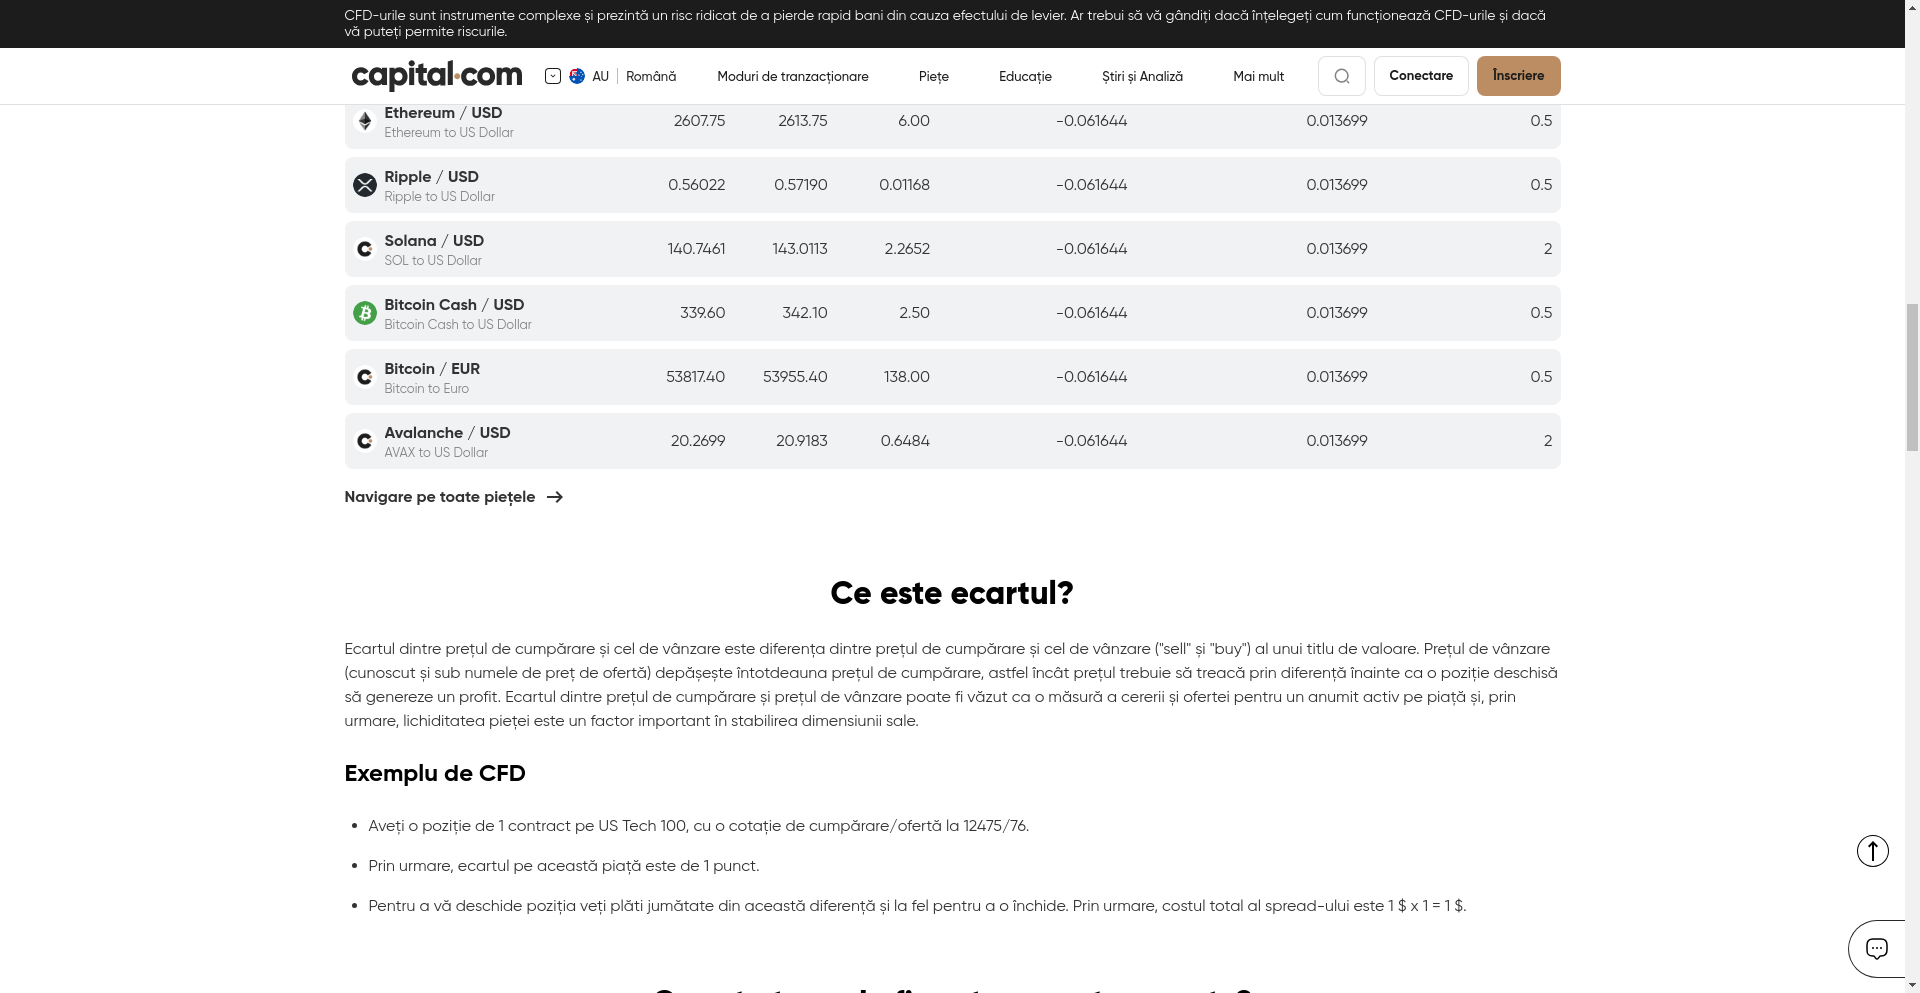 CFD-urile sunt instrumente complexe și prezintă un risc ridicat de a pierde rapid bani din cauza efectului de levier. Ar trebui să vă gândiți dacă înțelegeți cum funcționează CFD-urile și dacă
vă puteți permite riscurile.
capital.com AU Română Moduri de tranzacționare Piețe Educație Știri și Analiză Mai mult Conectare Înscriere
Ethereum / USD 2607.75 2613.75 6.00 -0.061644 0.013699 0.5
Ethereum to US Dollar
Ripple / USD 0.56022 0.57190 0.01168 -0.061644 0.013699 0.5
Ripple to US Dollar
Solana / USD 140.7461 143.0113 2.2652 -0.061644 0.013699 2
SOL to US Dollar
Bitcoin Cash / USD 339.60 342.10 2.50 -0.061644 0.013699 0.5
Bitcoin Cash to US Dollar
Bitcoin / EUR 53817.40 53955.40 138.00 -0.061644 0.013699 0.5
Bitcoin to Euro
Avalanche / USD 20.2699 20.9183 0.6484 -0.061644 0.013699 2
AVAX to US Dollar
Navigare pe toate piețele
Ce este ecartul?
Ecartul dintre prețul de cumpărare și cel de vânzare este diferența dintre prețul de cumpărare și cel de vânzare ("sell" și "buy") al unui titlu de valoare. Prețul de vânzare
(cunoscut și sub numele de preț de ofertă) depășește întotdeauna prețul de cumpărare, astfel încât prețul trebuie să treacă prin diferență înainte ca o poziție deschisă
să genereze un profit. Ecartul dintre prețul de cumpărare și prețul de vânzare poate fi văzut ca o măsură a cererii și ofertei pentru un anumit activ pe piață și, prin
urmare, lichiditatea pieței este un factor important în stabilirea dimensiunii sale.
Exemplu de CFD
• Aveți o poziție de 1 contract pe US Tech 100, cu o cotație de cumpărare/ofertă la 12475/76.
• Prin urmare, ecartul pe această piață este de 1 punct.
• Pentru a vă deschide poziția veți plăti jumătate din această diferență și la fel pentru a o închide. Prin urmare, costul total al spread-ului este 1 $ x 1 = 1 $.